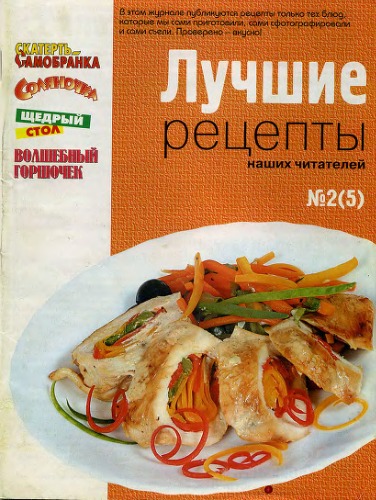 В этом журнале публикуются рецепты только тех блюд,
которые мы сами приготовили, сами сфотографировали
и сами съели. Проверено – вкусно!
СКАТЕРТЬ
САМОБРАНКА
СОЛЯНОЧКА
ЩЕДРЫЙ
СТОЛ
ВОЛШЕБНЫЙ
ГОРШОЧЕК
Лучшие
рецепты
наших читателей
№2(5)